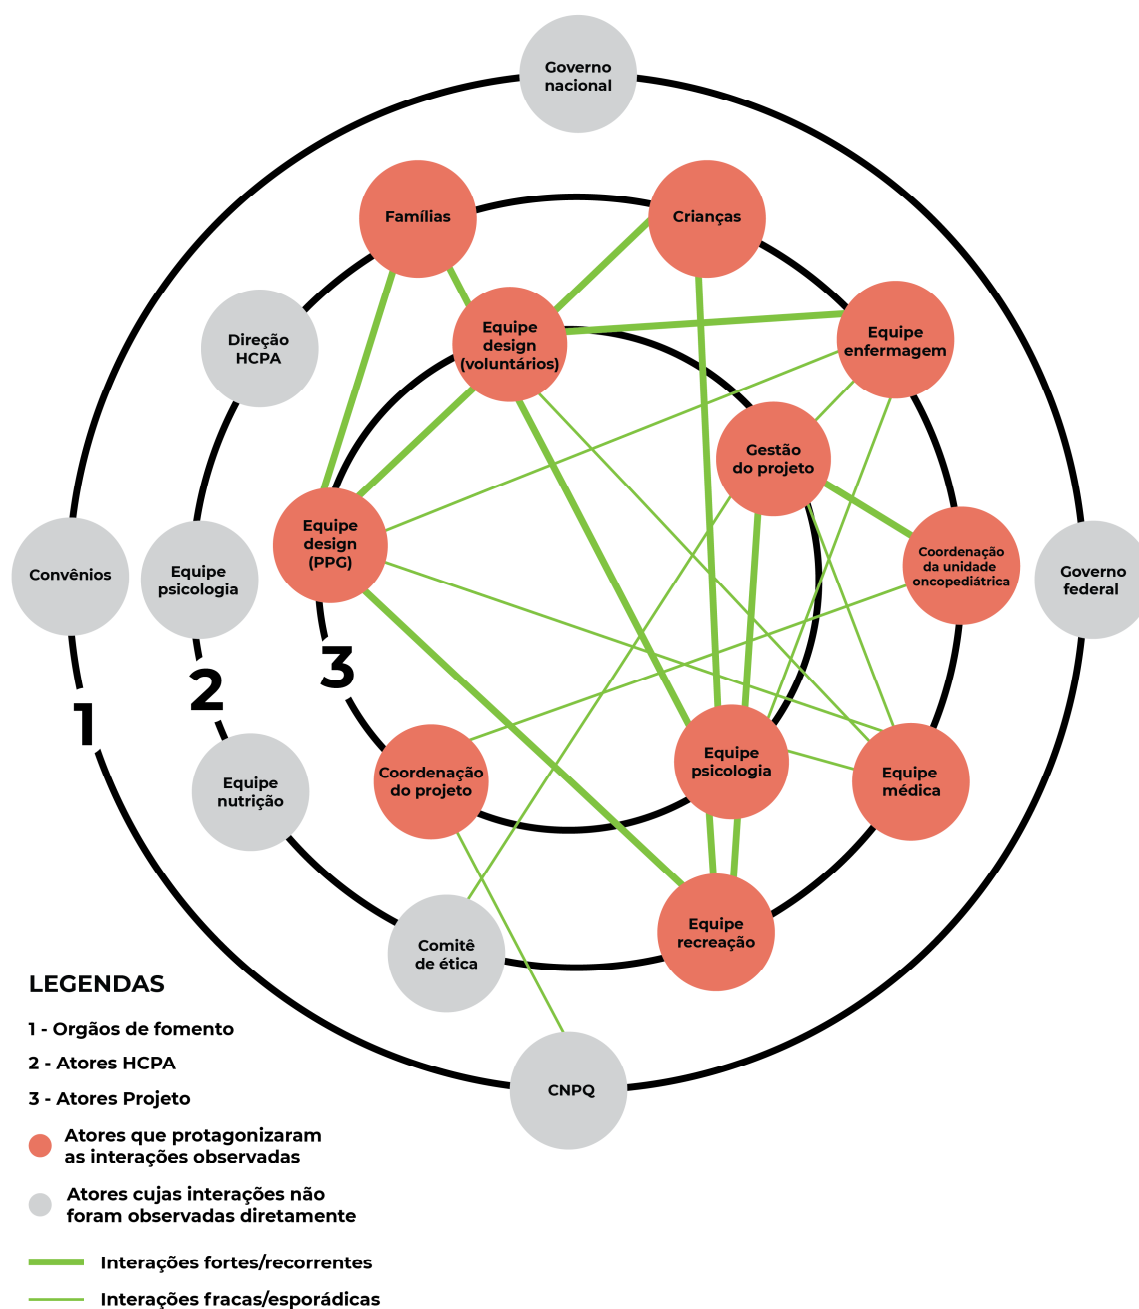 Governo
nacional
Famílias
Crianças
Direção
HCPA
Equipe
design
(voluntários)
Equipe
enfermagem
Gestão
do projeto
Equipe
design
(PPG)
Coordenação
da unidade
oncopediátrica
Convênios
Equipe
psicologia
Governo
federal
3
2
1
Equipe
nutrição
Coordenação
do projeto
Equipe
psicologia
Equipe
médica
Comitê
de ética
Equipe
recreação
CNPQ
LEGENDAS
1 - Orgãos de fomento
2 - Atores HCPA
3 - Atores Projeto
Atores que protagonizaram
as interações observadas
Atores cujas interações não
foram observadas diretamente
Interações fortes/recorrentes
Interações fracas/esporádicas